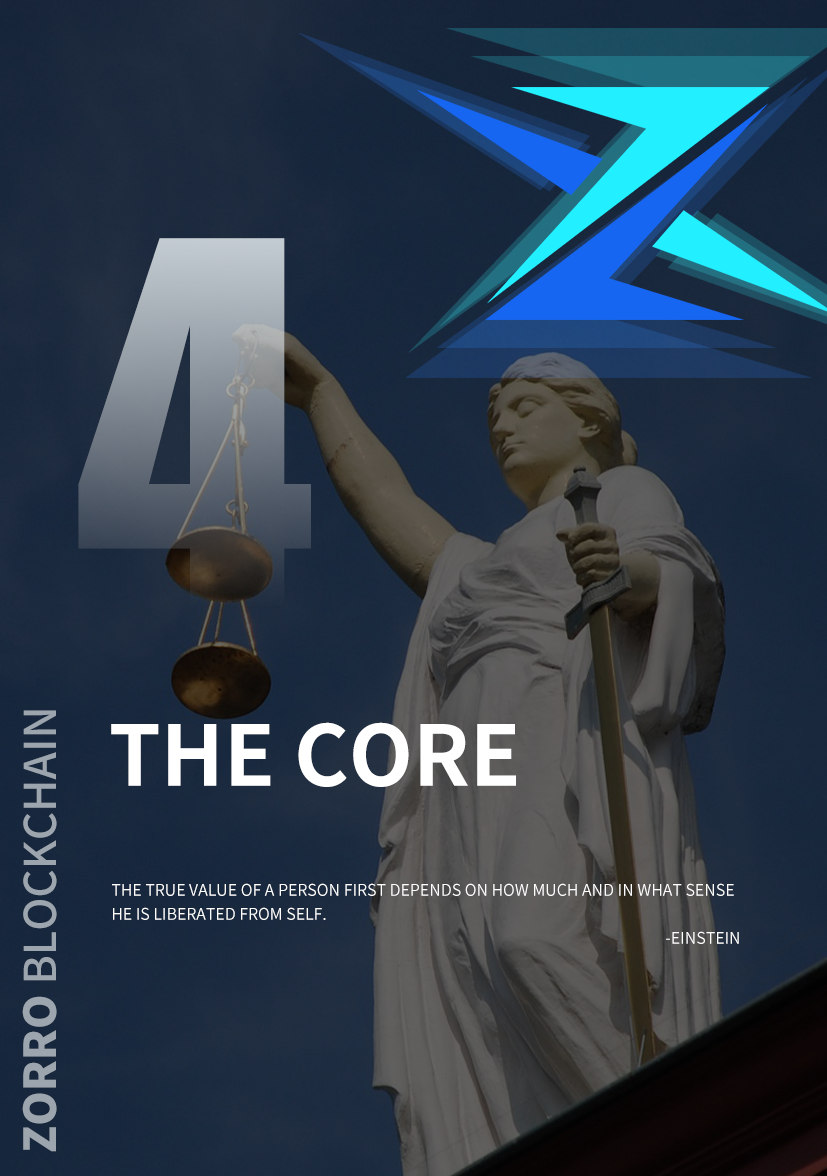 4
THE CORE
THE TRUE VALUE OF A PERSON FIRST DEPENDS ON HOW MUCH AND IN WHAT SENSE
HE IS LIBERATED FROM SELF.
-EINSTEIN
ZORRO BLOCKCHAIN